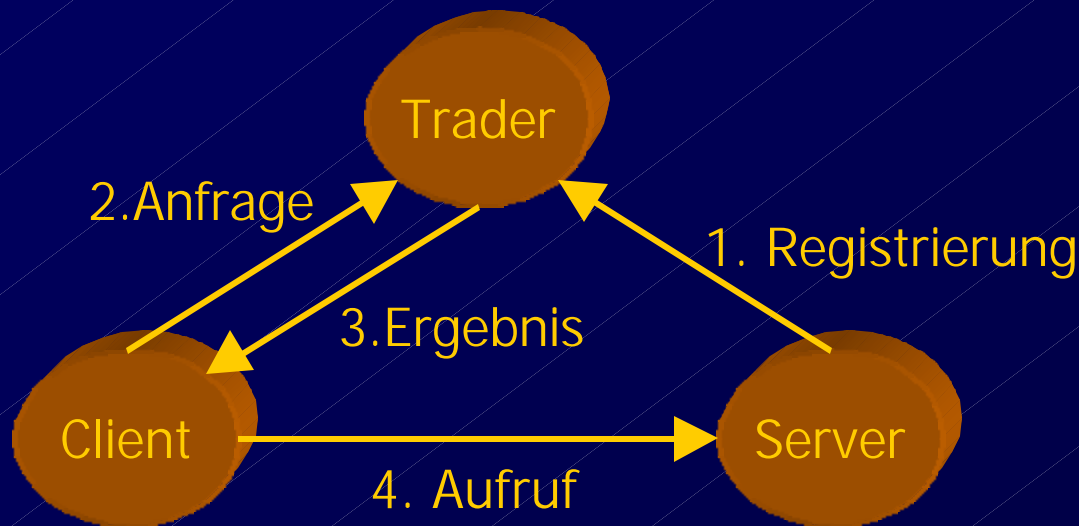 Trader
2.Anfrage
1. Registrierung
3.Ergebnis
Client
Server
4. Aufruf